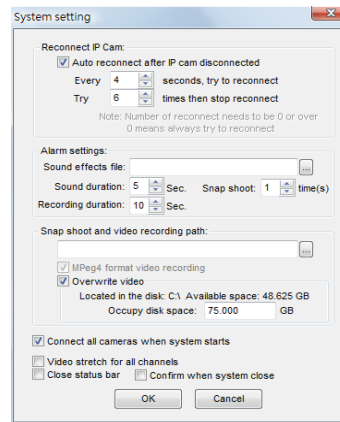 System setting
Reconnect IP Cam:
Auto reconnect after IP cam disconnected
Every 4 seconds, try to reconnect
Try 6 times then stop reconnect
Note: Number of reconnect needs to be 0 or over
0 means always try to reconnect
Alarm settings:
Sound effects file: ...
Sound duration: 5 Sec. Snap shoot: 1 time(s)
Recording duration: 10 Sec.
Snap shoot and video recording path:
...
MPeg4 format video recording
Overwrite video
Located in the disk: C:\ Available space: 48.625 GB
Occupy disk space: 75.000 GB
Connect all cameras when system starts
Video stretch for all channels
Close status bar Confirm when system close
OK Cancel